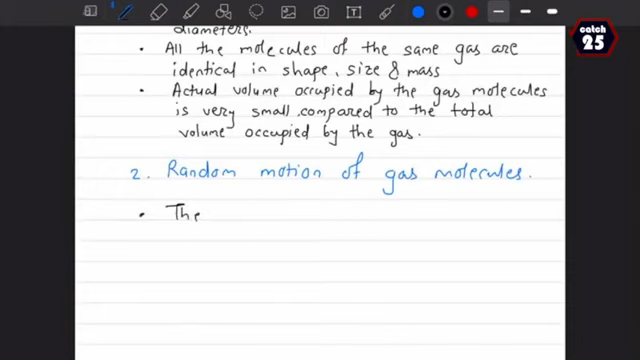 catch
25
diameters.
• All the molecules of the same gas are
identical in shape, size & mass
• Actual volume occupied by the gas molecules
is very small compared to the total
volume occupied by the gas.
2. Random motion of gas molecules.
• The